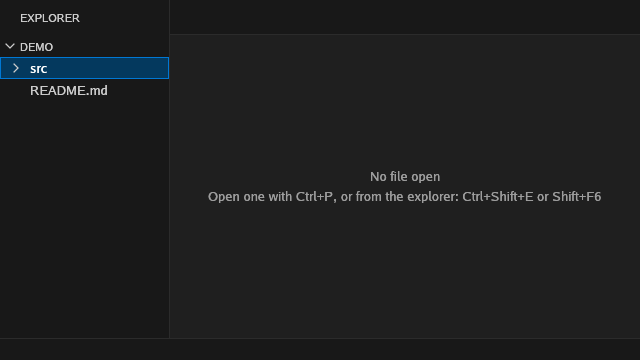 EXPLORER
DEMO
src
README.md
No file open
Open one with Ctrl+P, or from the explorer: Ctrl+Shift+E or Shift+F6